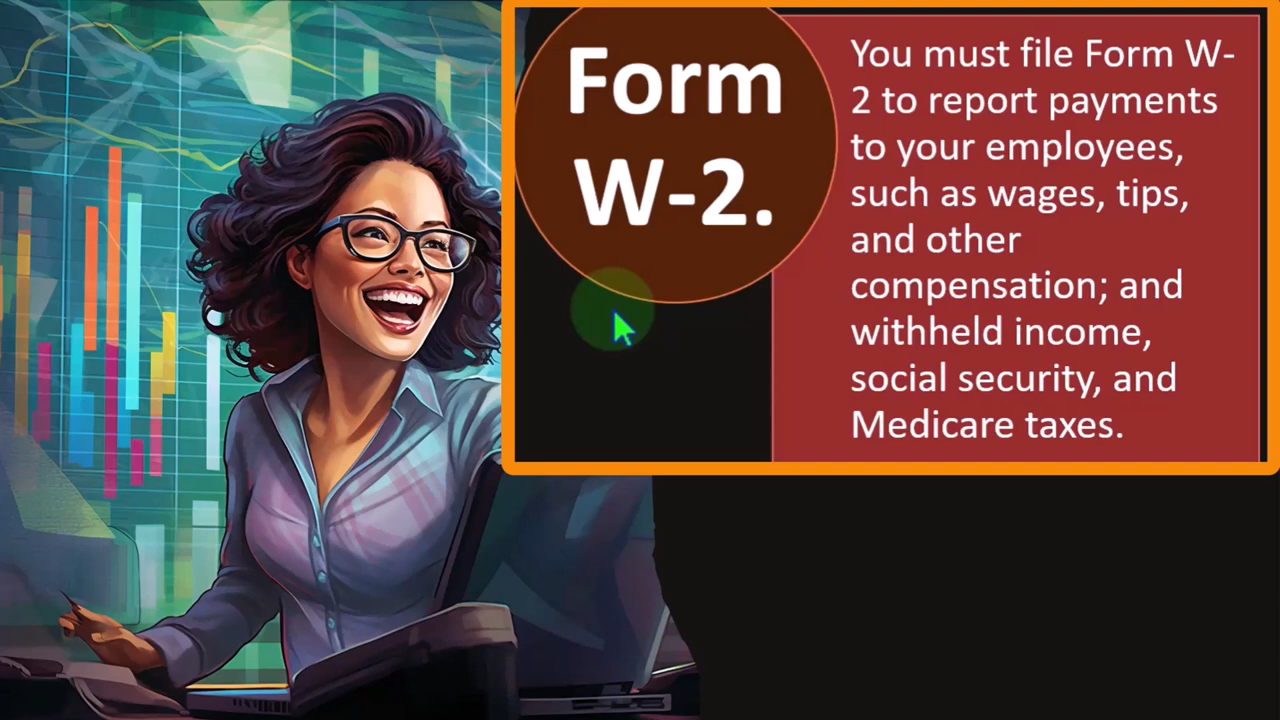 Form
W-2.
You must file Form W-
2 to report payments
to your employees,
such as wages, tips,
and other
compensation; and
withheld income,
social security, and
Medicare taxes.